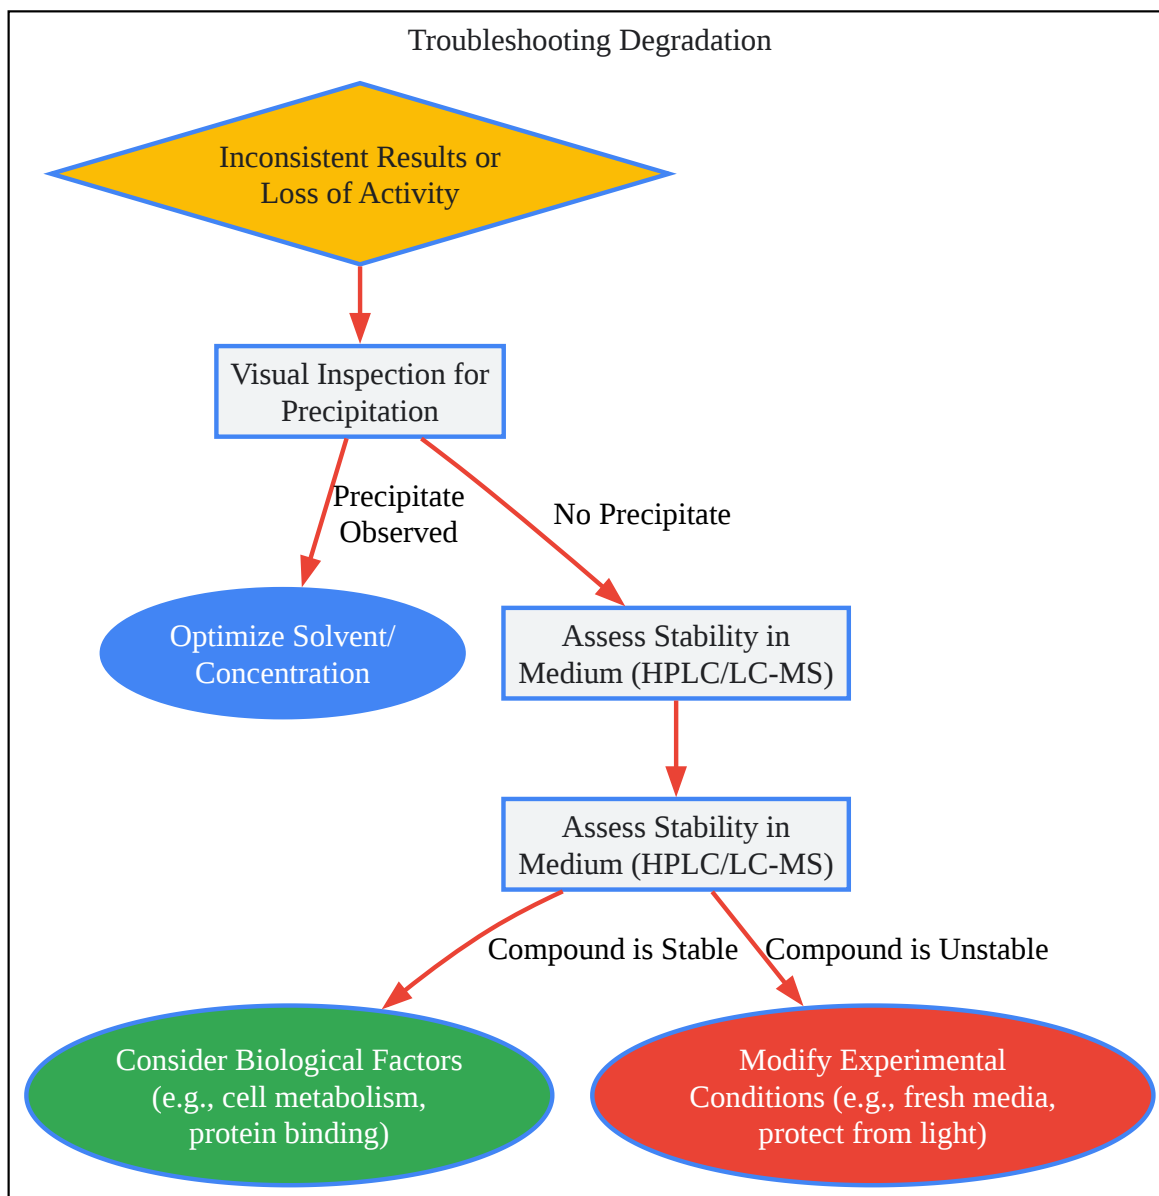 Troubleshooting Degradation
Inconsistent Results or
Loss of Activity
Visual Inspection for
Precipitation
Precipitate
Observed
No Precipitate
Optimize Solvent/
Concentration
Assess Stability in
Medium (HPLC/LC-MS)
Assess Stability in
Medium (HPLC/LC-MS)
Compound is Stable
Compound is Unstable
Consider Biological Factors
(e.g., cell metabolism,
protein binding)
Modify Experimental
Conditions (e.g., fresh media,
protect from light)